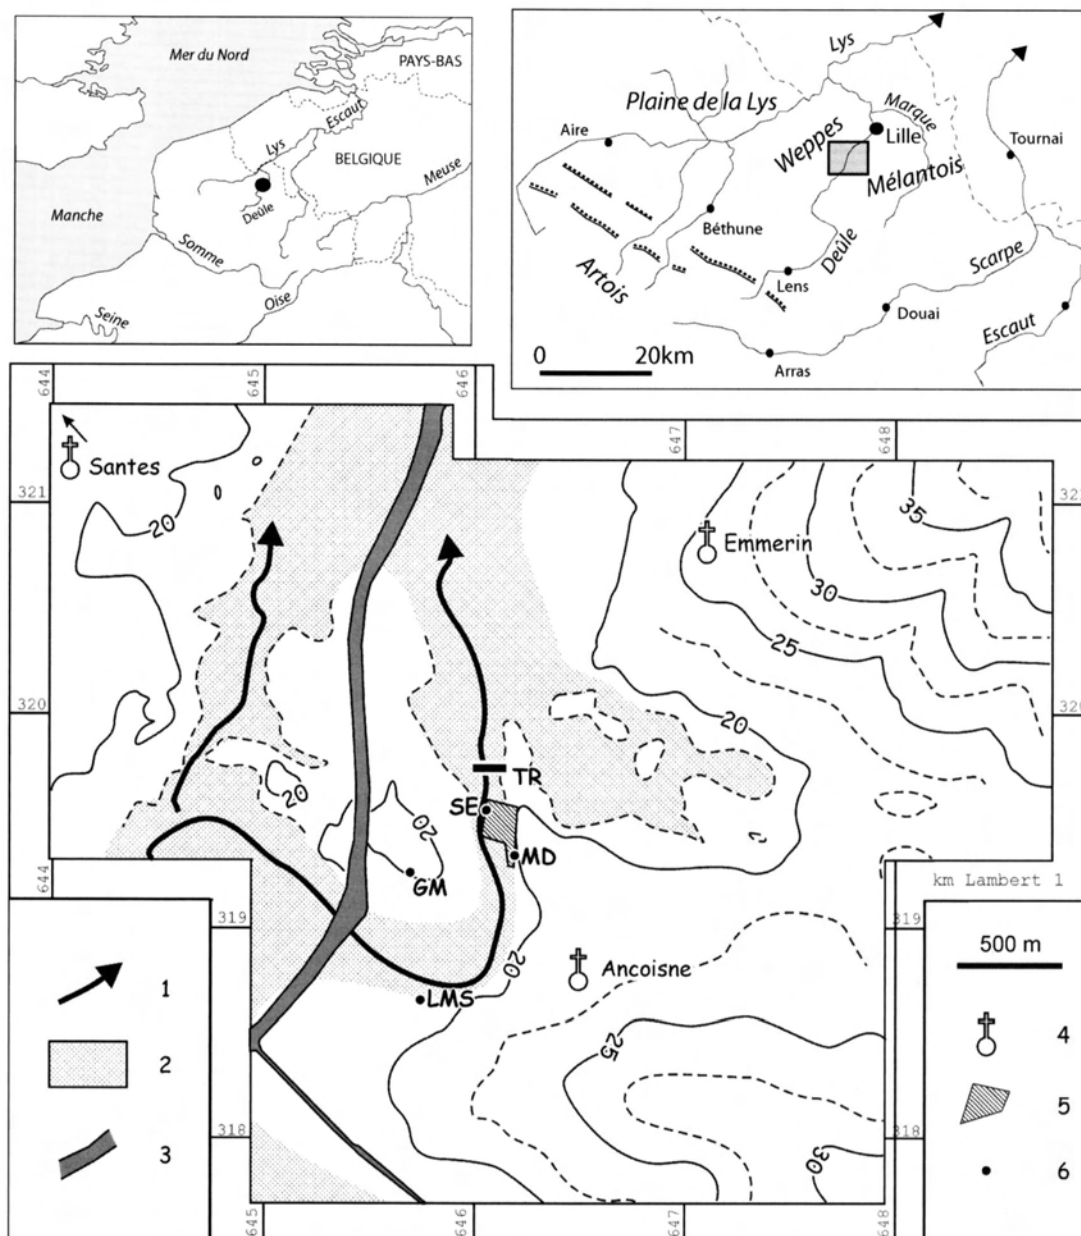 Mer du Nord
PAYS-BAS
Escaut
Lys
BELGIQUE
Meuse
Deûle
Manche
Somme
Oise
Seine
Lys
Plaine de la Lys
Marque
Aire
Weppes
Lille
Tournai
Mélantois
Béthune
Deûle
Scarpe
Artois
Lens
Douai
Escaut
0 20km
Arras
644
645
646
647
648
Santes
321
20
35
Emmerin
30
25
320
320
20
20
TR
SE
20
MD
GM
644
km Lambert 1
319
319
500 m
20
Ancoisne
LMS
1
4
25
2
5
318
318
3
30
6
645
646
647
648